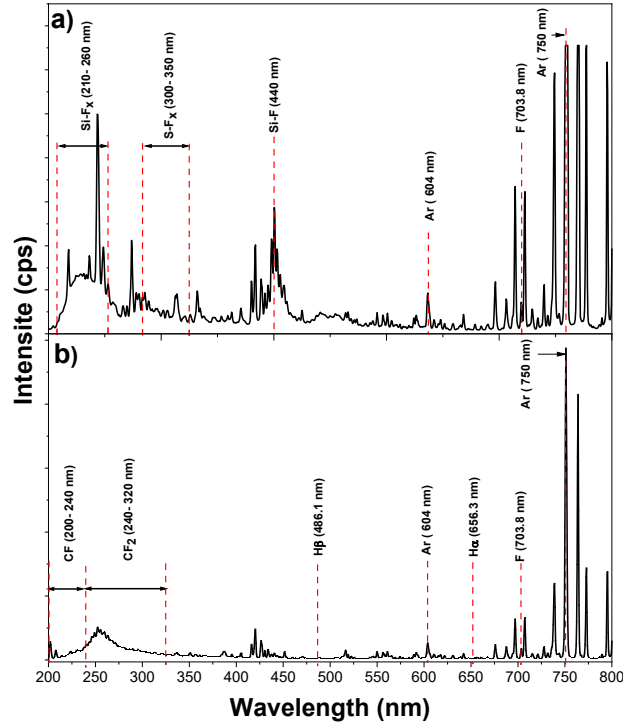 a)
Si-Fx (210- 260 nm)
S-Fx (300- 350 nm)
Si-F (440 nm)
Ar ( 604 nm)
F (703.8 nm)
Ar ( 750 nm)
Intensite (cps)
b)
CF (200- 240 nm)
CF2 (240- 320 nm)
Hβ (486.1 nm)
Ar ( 604 nm)
Hα (656.3 nm)
F (703.8 nm)
Ar ( 750 nm)
200 250 300 350 400 450 500 550 600 650 700 750 800
Wavelength (nm)